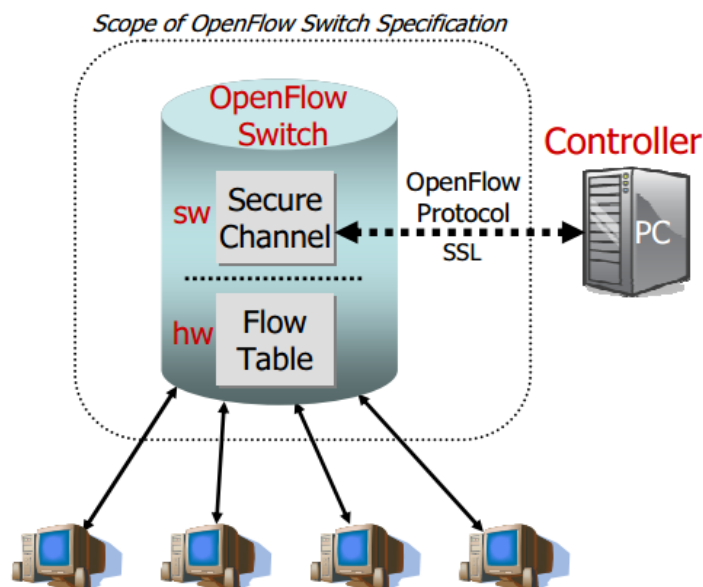 Scope of OpenFlow Switch Specification
OpenFlow
Switch
Controller
sw
Secure
Channel
OpenFlow
Protocol
SSL
PC
hw
Flow
Table